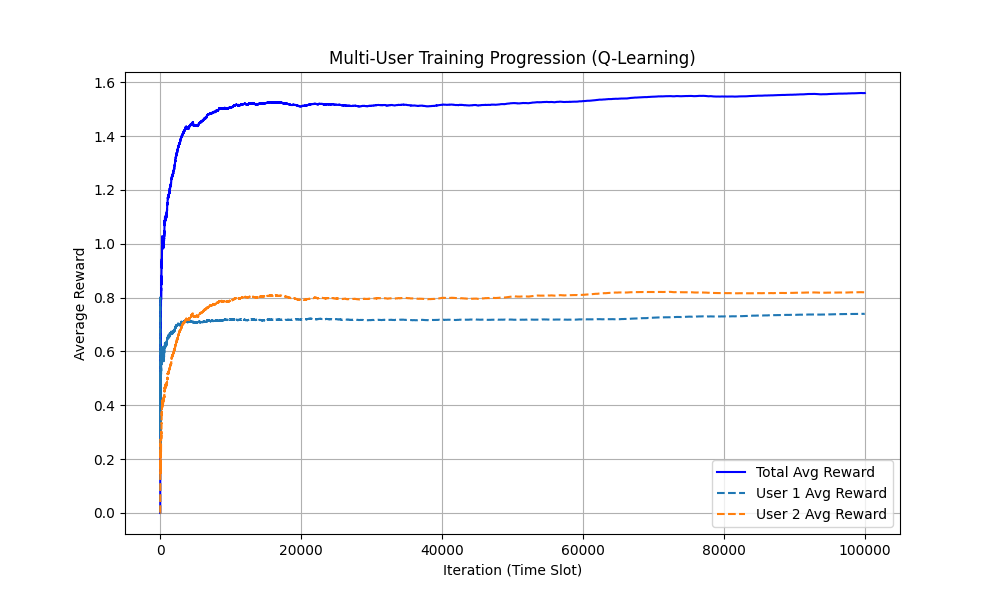 Multi-User Training Progression (Q-Learning)
1.6
1.4
1.2
1.0
0.8
0.6
0.4
0.2
0.0
Average Reward
Total Avg Reward
User 1 Avg Reward
User 2 Avg Reward
0 20000 40000 60000 80000 100000
Iteration (Time Slot)